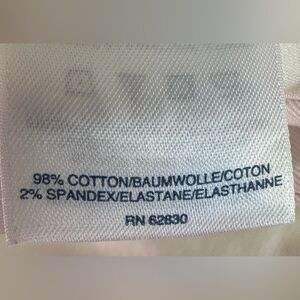 98% COTTON/BAUMWOLLE/COTON
2% SPANDEX/ELASTANE/ELASTHANNE
RN 62830